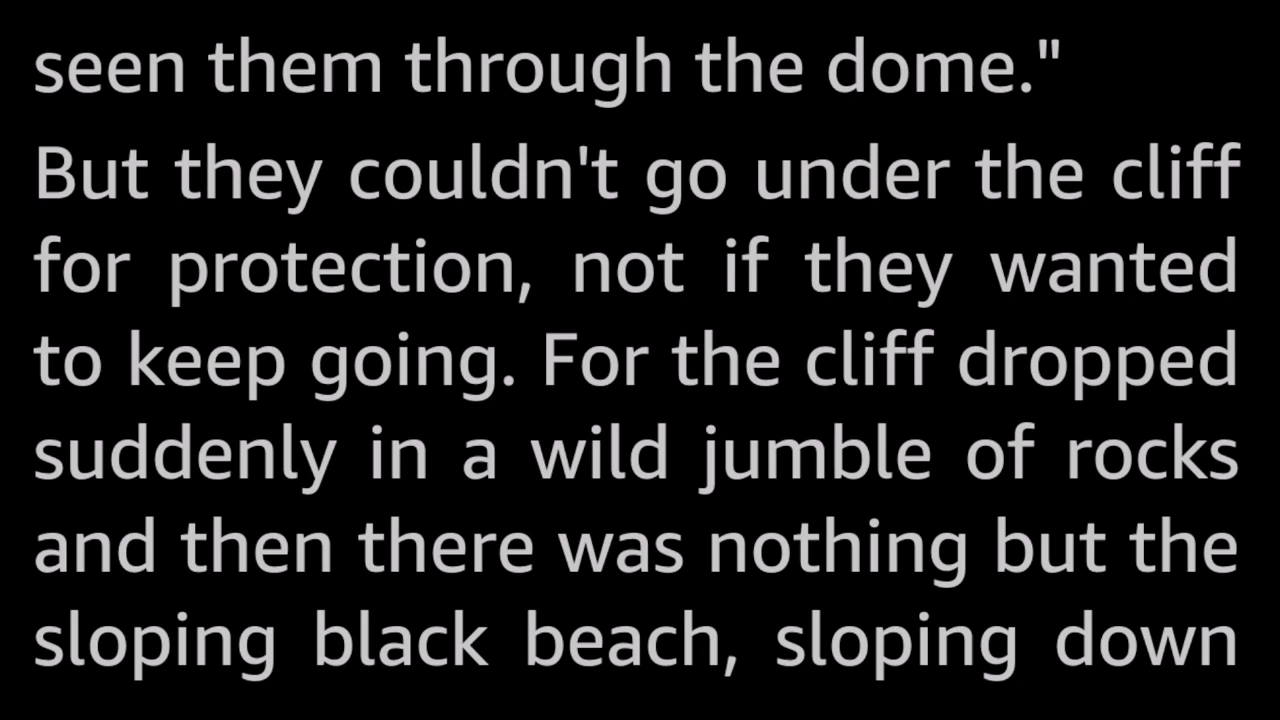 seen them through the dome."
But they couldn't go under the cliff
for protection, not if they wanted
to keep going. For the cliff dropped
suddenly in a wild jumble of rocks
and then there was nothing but the
sloping black beach, sloping down